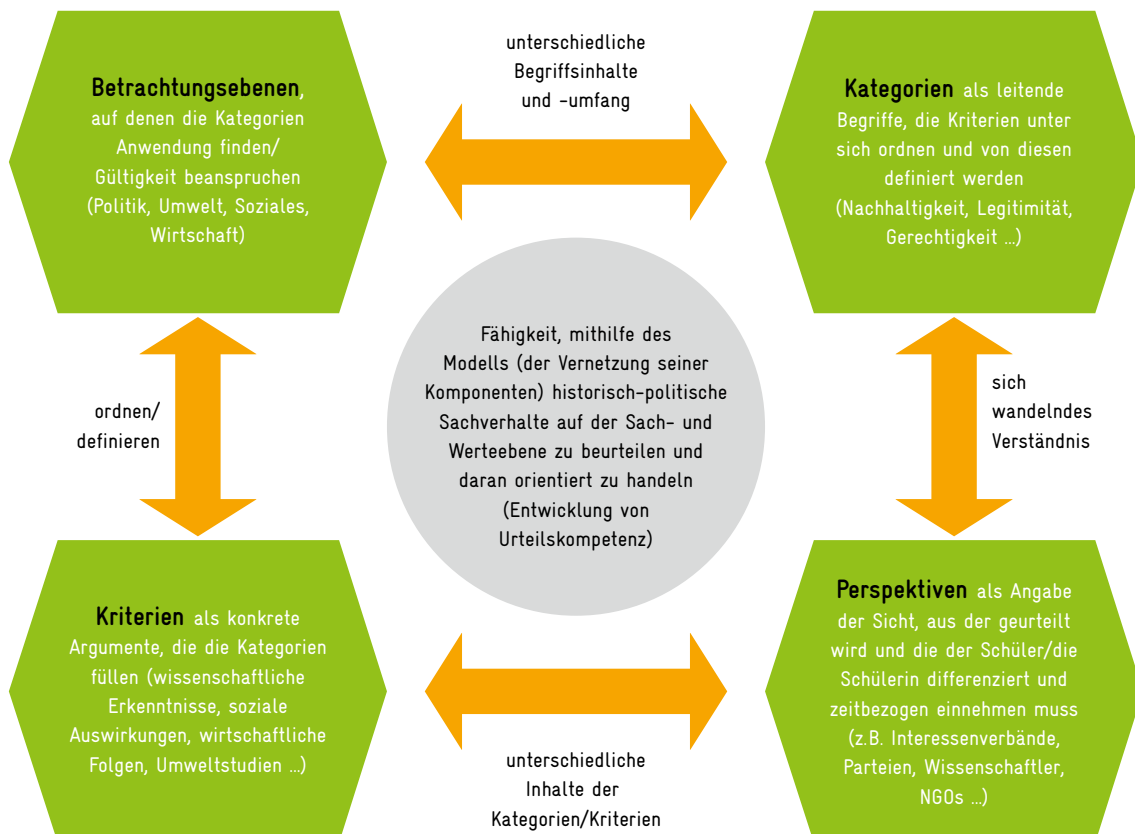 Betrachtungsebenen,
auf denen die Kategorien
Anwendung finden/
Gültigkeit beanspruchen
(Politik, Umwelt, Soziales,
Wirtschaft)
unterschiedliche
Begriffsinhalte
und -umfang
Kategorien als leitende
Begriffe, die Kriterien unter
sich ordnen und von diesen
definiert werden
(Nachhaltigkeit, Legitimität,
Gerechtigkeit ...)
ordnen/
definieren
Fähigkeit, mithilfe des
Modells (der Vernetzung seiner
Komponenten) historisch-politische
Sachverhalte auf der Sach- und
Werteebene zu beurteilen und
daran orientiert zu handeln
(Entwicklung von
Urteilskompetenz)
sich
wandelndes
Verständnis
Kriterien als konkrete
Argumente, die die Kategorien
füllen (wissenschaftliche
Erkenntnisse, soziale
Auswirkungen, wirtschaftliche
Folgen, Umweltstudien ...)
unterschiedliche
Inhalte der
Kategorien/Kriterien
Perspektiven als Angabe
der Sicht, aus der geurteilt
wird und die der Schüler/die
Schülerin differenziert und
zeitbezogen einnehmen muss
(z.B. Interessenverbände,
Parteien, Wissenschaftler,
NGOs ...)